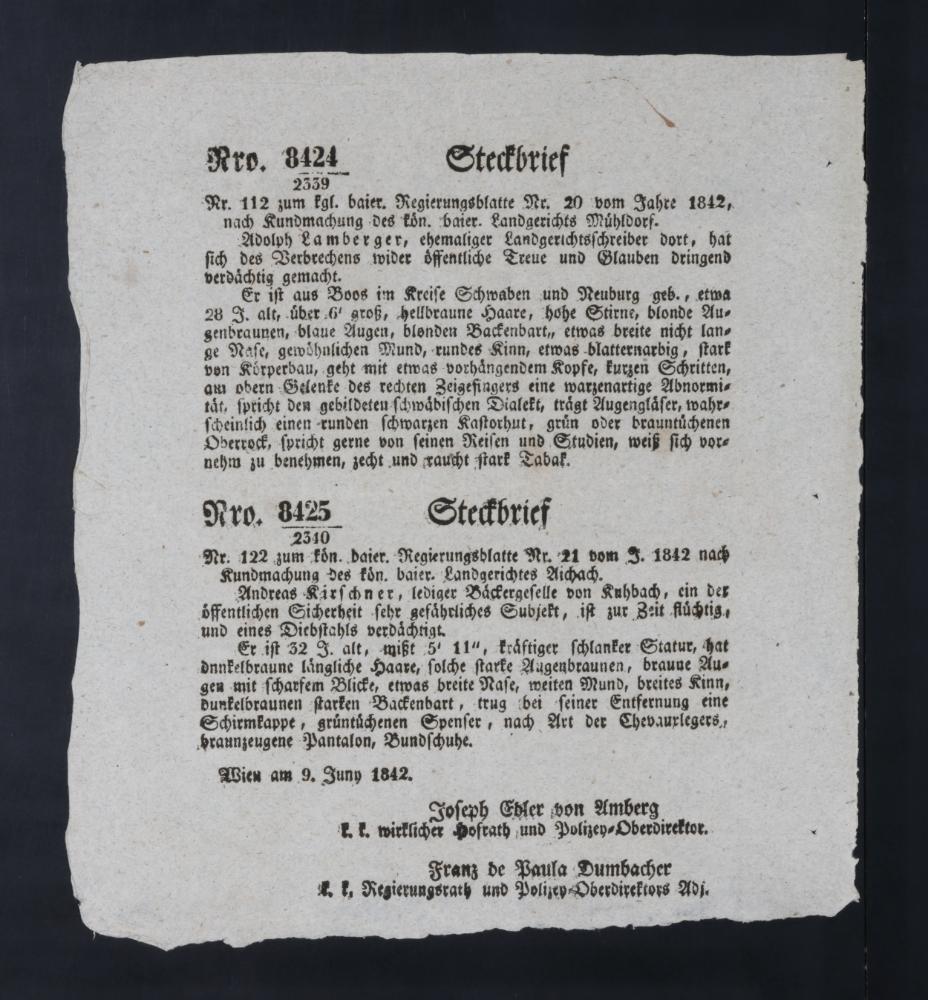 Nro. 8424 Steckbrief
2339
Nr. 112 zum kgl. baier. Regierungsblatte Nr. 20 vom Jahre 1842,
nach Kundmachung des kön. baier. Landgerichts Mühldorf.
Adolph Lamberger, ehemaliger Landgerichtsschreiber dort, hat
sich des Verbrechens wider öffentliche Treue und Glauben dringend
verdächtig gemacht.
Er ist aus Boos im Kreise Schwaben und Neuburg geb., etwa
28 J. alt, über 6' groß, hellbraune Haare, hohe Stirne, blonde Au-
genbraunen, blaue Augen, blonden Backenbart, etwas breite nicht lan-
ge Nase, gewöhnlichen Mund, rundes Kinn, etwas blatternarbig, stark
von Körperbau, geht mit etwas vorhängendem Kopfe, kurzen Schritten,
am obern Gelenke des rechten Zeigefingers eine warzenartige Abnormi-
tät, spricht den gebildeten schwäbischen Dialekt, trägt Augengläser, wahr-
scheinlich einen runden schwarzen Kastorhut, grün oder brauntüchenen
Oberrock, spricht gerne von seinen Reisen und Studien, weiß sich vor-
nehm zu benehmen, zecht und raucht stark Tabak.
Nro. 8425 Steckbrief
2340
Nr. 122 zum kön. baier. Regierungsblatte Nr. 21 vom J. 1842 nach
Kundmachung des kön. baier. Landgerichtes Aichach.
Andreas Kirschner, lediger Bäckergeselle von Kuhbach, ein der
öffentlichen Sicherheit sehr gefährliches Subjekt, ist zur Zeit flüchtig,
und eines Diebstahls verdächtigt.
Er ist 32 J. alt, mißt 5' 11", kräftiger schlanker Statur, hat
dnnkelbraune längliche Haare, solche starke Augenbraunen, braune Au-
gen mit scharfem Blicke, etwas breite Nase, weiten Mund, breites Kinn,
dunkelbraunen starken Backenbart, trug bei seiner Entfernung eine
Schirmkappe, grüntüchenen Spenser, nach Art der Chevauxlegers,
braunzeugene Pantalon, Bundschuhe.
Wien am 9. Juny 1842.
Joseph Edler von Amberg
k. k. wirklicher Hofrath und Polizey-Oberdirektor.
Franz de Paula Dumbacher
k. k. Regierungsrath und Polizey-Oberdirektors Adj.